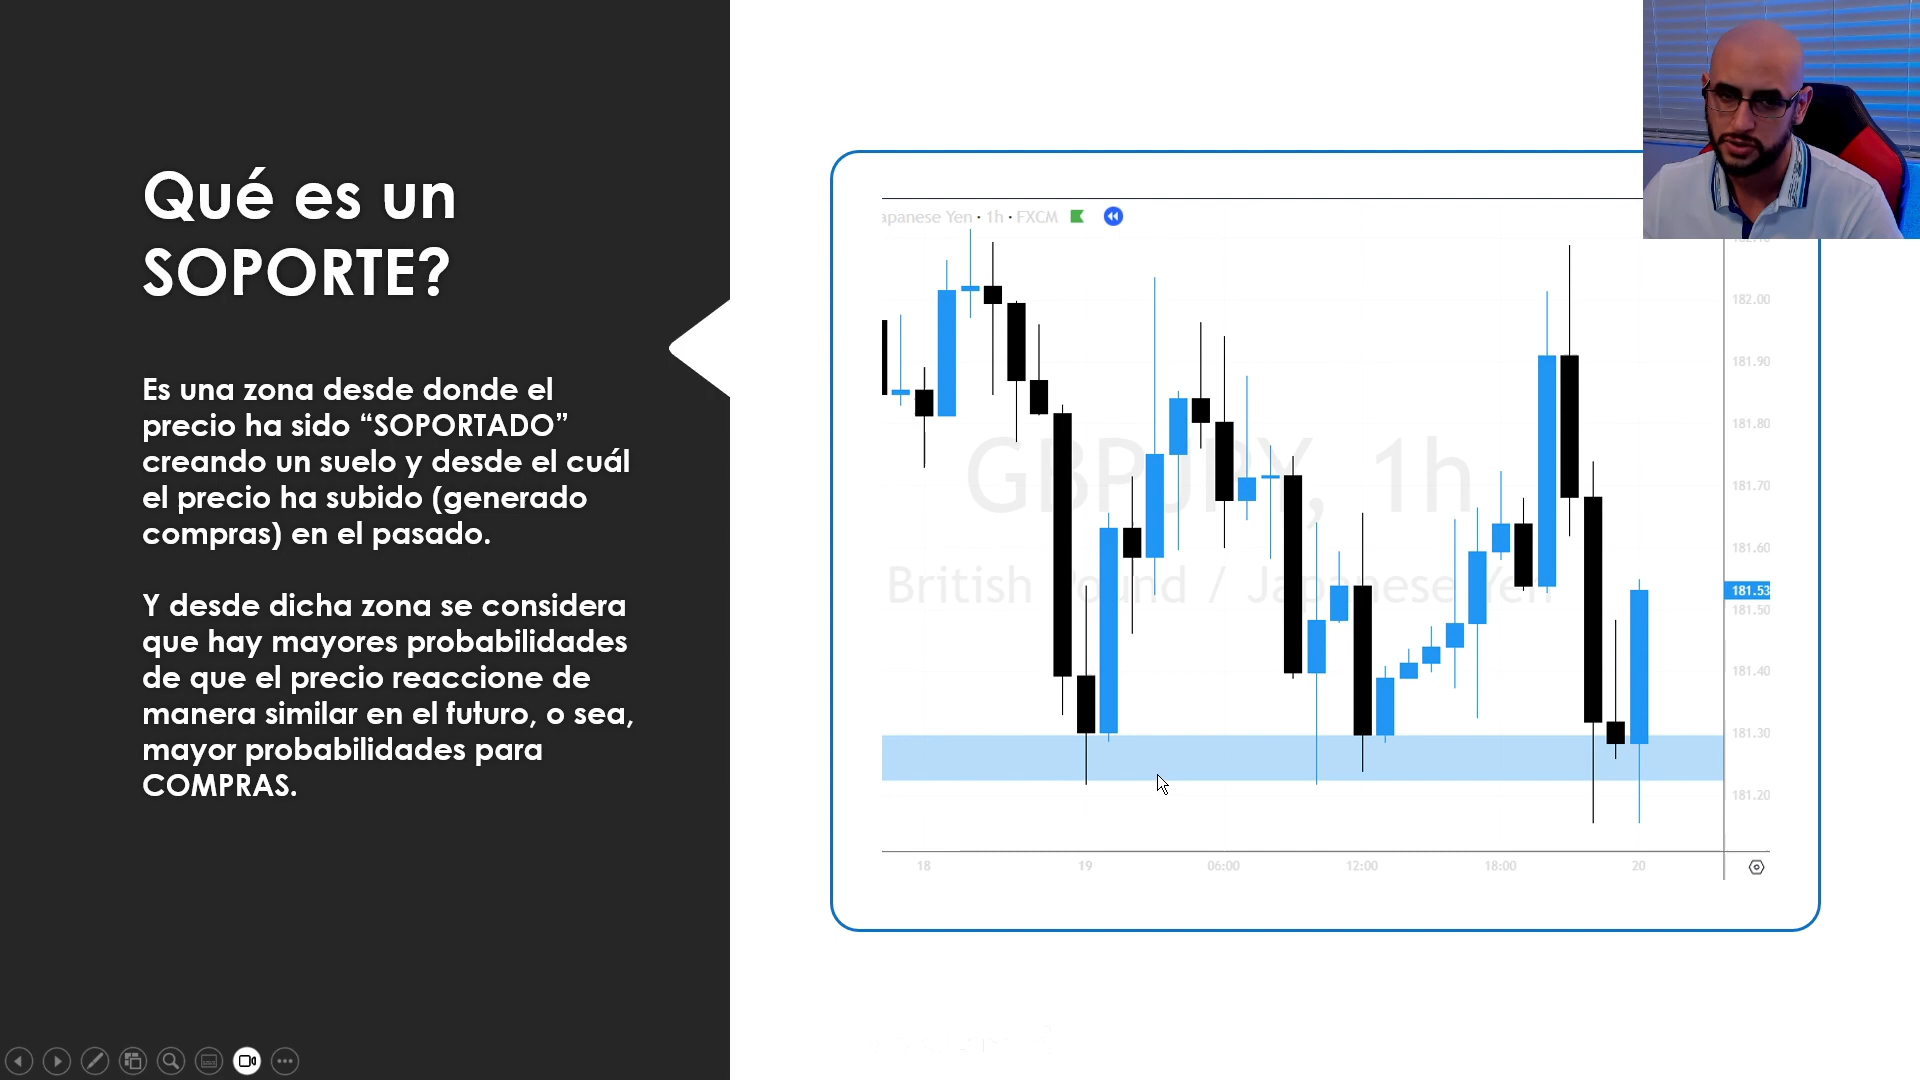 Qué es un
SOPORTE?
Es una zona desde donde el
precio ha sido “SOPORTADO”
creando un suelo y desde el cuál
el precio ha subido (generado
compras) en el pasado.
Y desde dicha zona se considera
que hay mayores probabilidades
de que el precio reaccione de
manera similar en el futuro, o sea,
mayor probabilidades para
COMPRAS.
apanese Yen · 1h · FXCM
GBPJPY, 1h
British Pound / Japanese Yen
182.00
181.90
181.80
181.70
181.60
181.53
181.50
181.40
181.30
181.20
18
19
06:00
12:00
18:00
20